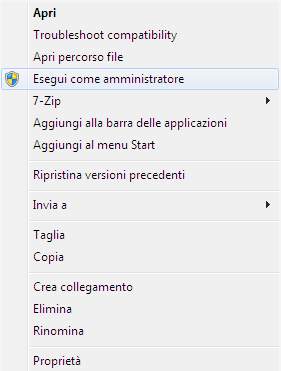 Apri
Troubleshoot compatibility
Apri percorso file
Esegui come amministratore
7-Zip
Aggiungi alla barra delle applicazioni
Aggiungi al menu Start
Ripristina versioni precedenti
Invia a
Taglia
Copia
Crea collegamento
Elimina
Rinomina
Proprietà